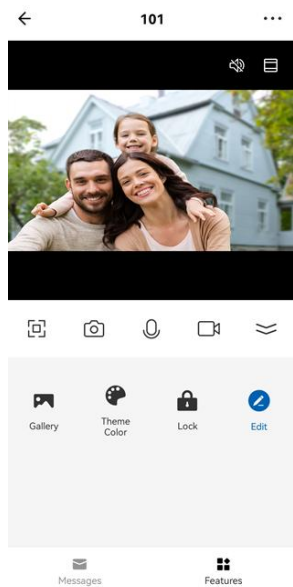 101
Gallery
Theme
Color
Lock
Edit
Messages
Features